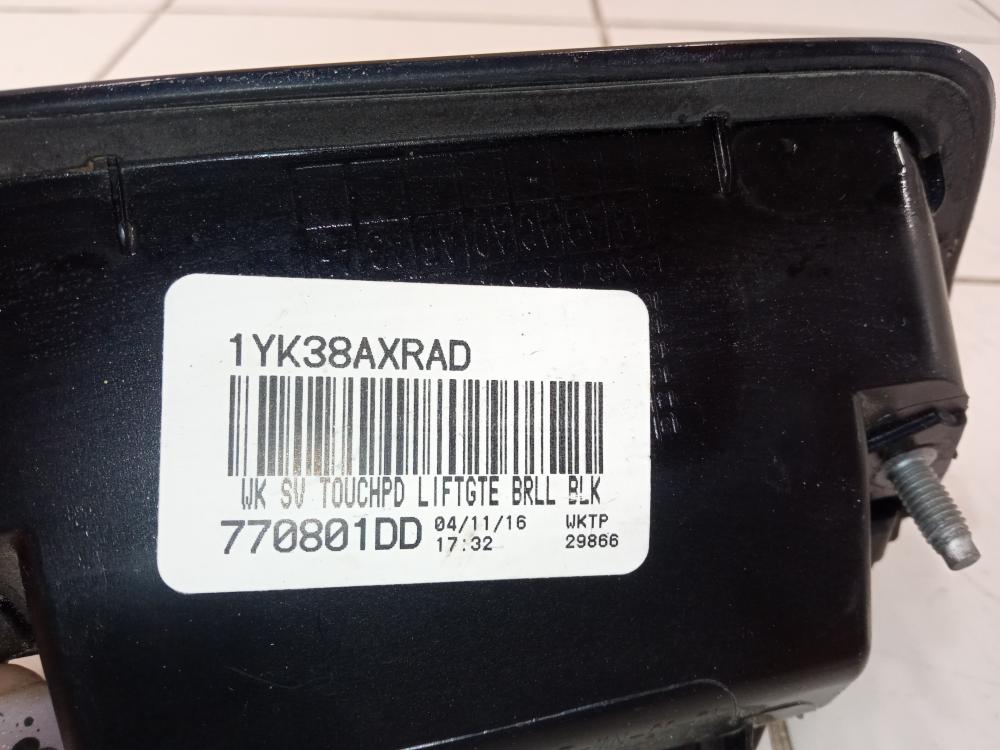 1YK38AXRAD
WK SV TOUCHPD LIFTGTE BRLL BLK
770801DD 04/11/16 WKTP
17:32 29866